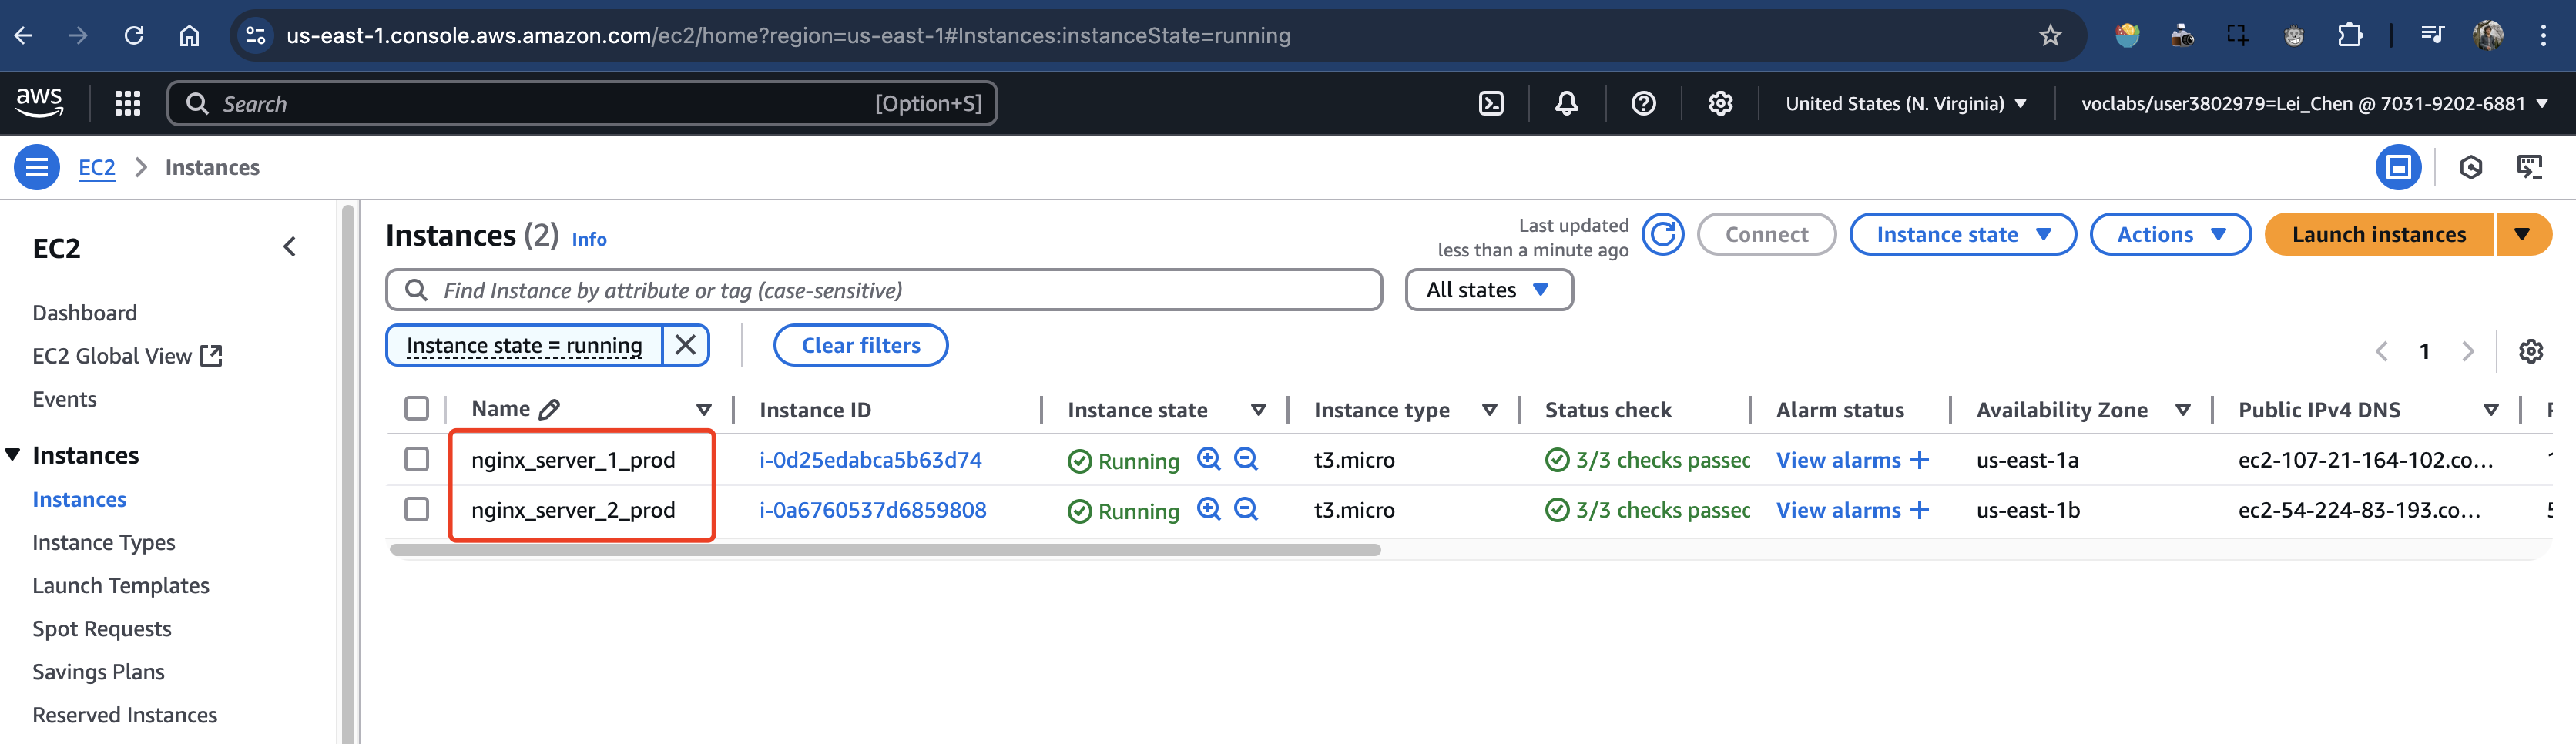 us-east-1.console.aws.amazon.com/ec2/home?region=us-east-1#Instances:instanceState=running
aws
Search
[Option+S]
United States (N. Virginia)
voclabs/user3802979=Lei_Chen @ 7031-9202-6881
EC2
Instances
EC2
Dashboard
EC2 Global View
Events
Instances
Instances
Instance Types
Launch Templates
Spot Requests
Savings Plans
Reserved Instances
Instances (2) Info
Last updated
less than a minute ago
Connect
Instance state
Actions
Launch instances
Find Instance by attribute or tag (case-sensitive)
All states
Instance state = running
Clear filters
1
Name Instance ID Instance state Instance type Status check Alarm status Availability Zone Public IPv4 DNS
nginx_server_1_prod i-0d25edabca5b63d74 Running t3.micro 3/3 checks passec View alarms + us-east-1a ec2-107-21-164-102.co...
nginx_server_2_prod i-0a6760537d6859808 Running t3.micro 3/3 checks passec View alarms + us-east-1b ec2-54-224-83-193.co...